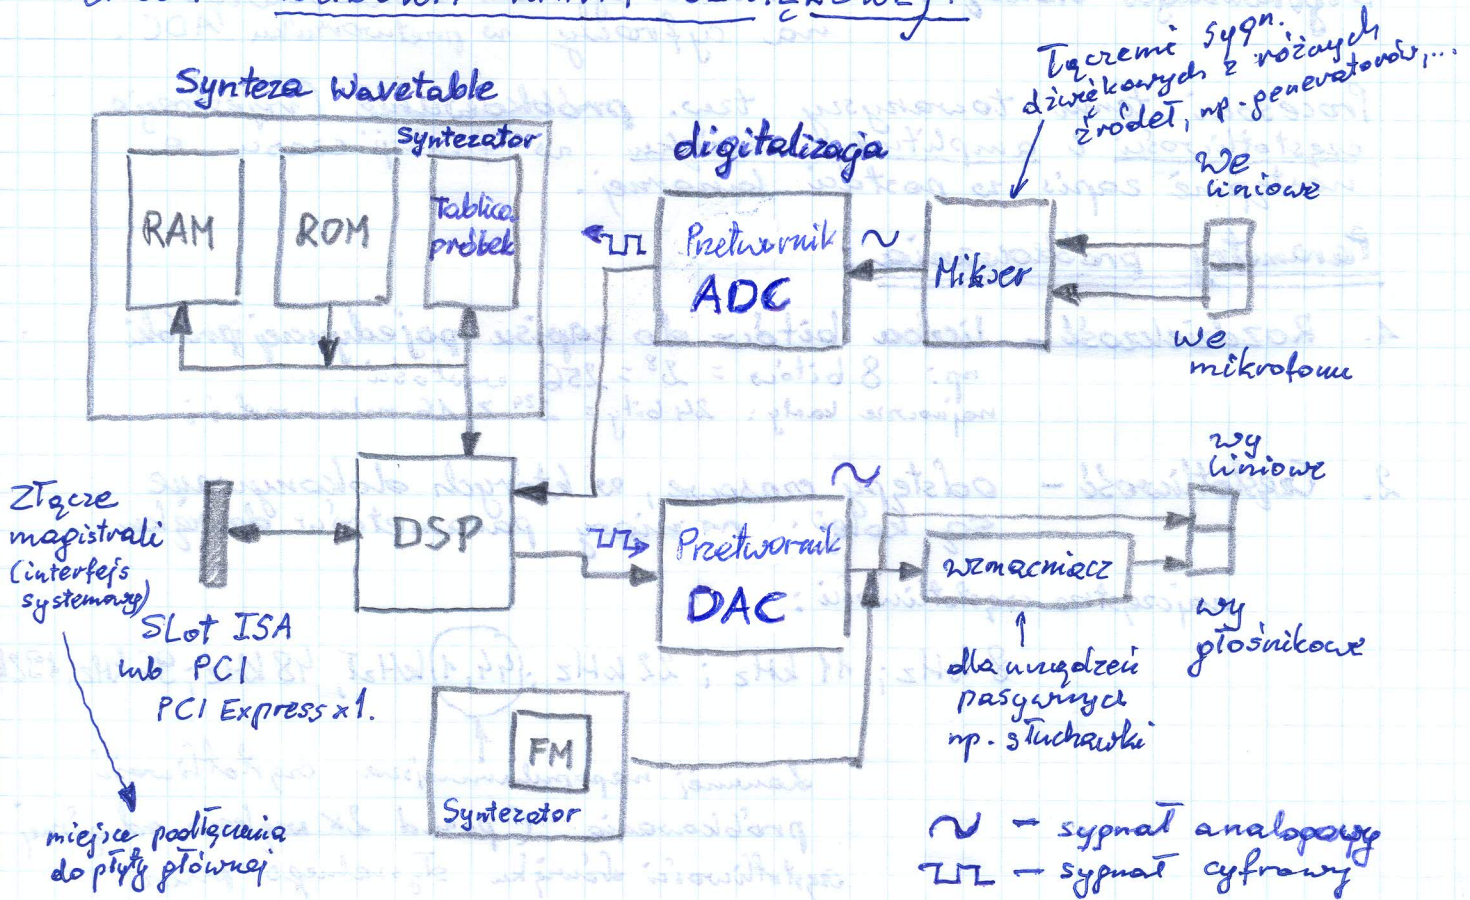 Synteza Wavetable
Syntezator
RAM
ROM
Tablica
próbek
digitalizacja
Przetwornik
ADC
Mikser
Łączenie sygn.
dźwiękowych z różnych
źródeł, np. generatorów,...
We
liniowe
we
mikrofonu
Złącze
magistrali
(interfejs
systemowy)
Slot ISA
lub PCI
PCI Express x1.
DSP
Przetwornik
DAC
wzmacniacz
wy
liniowe
wy
głośnikowe
dla urządzeń
pasywnych
np. słuchawki
FM
Syntezator
miejsce podłączenia
do płyty głównej
~ – sygnał analogowy
– sygnał cyfrowy